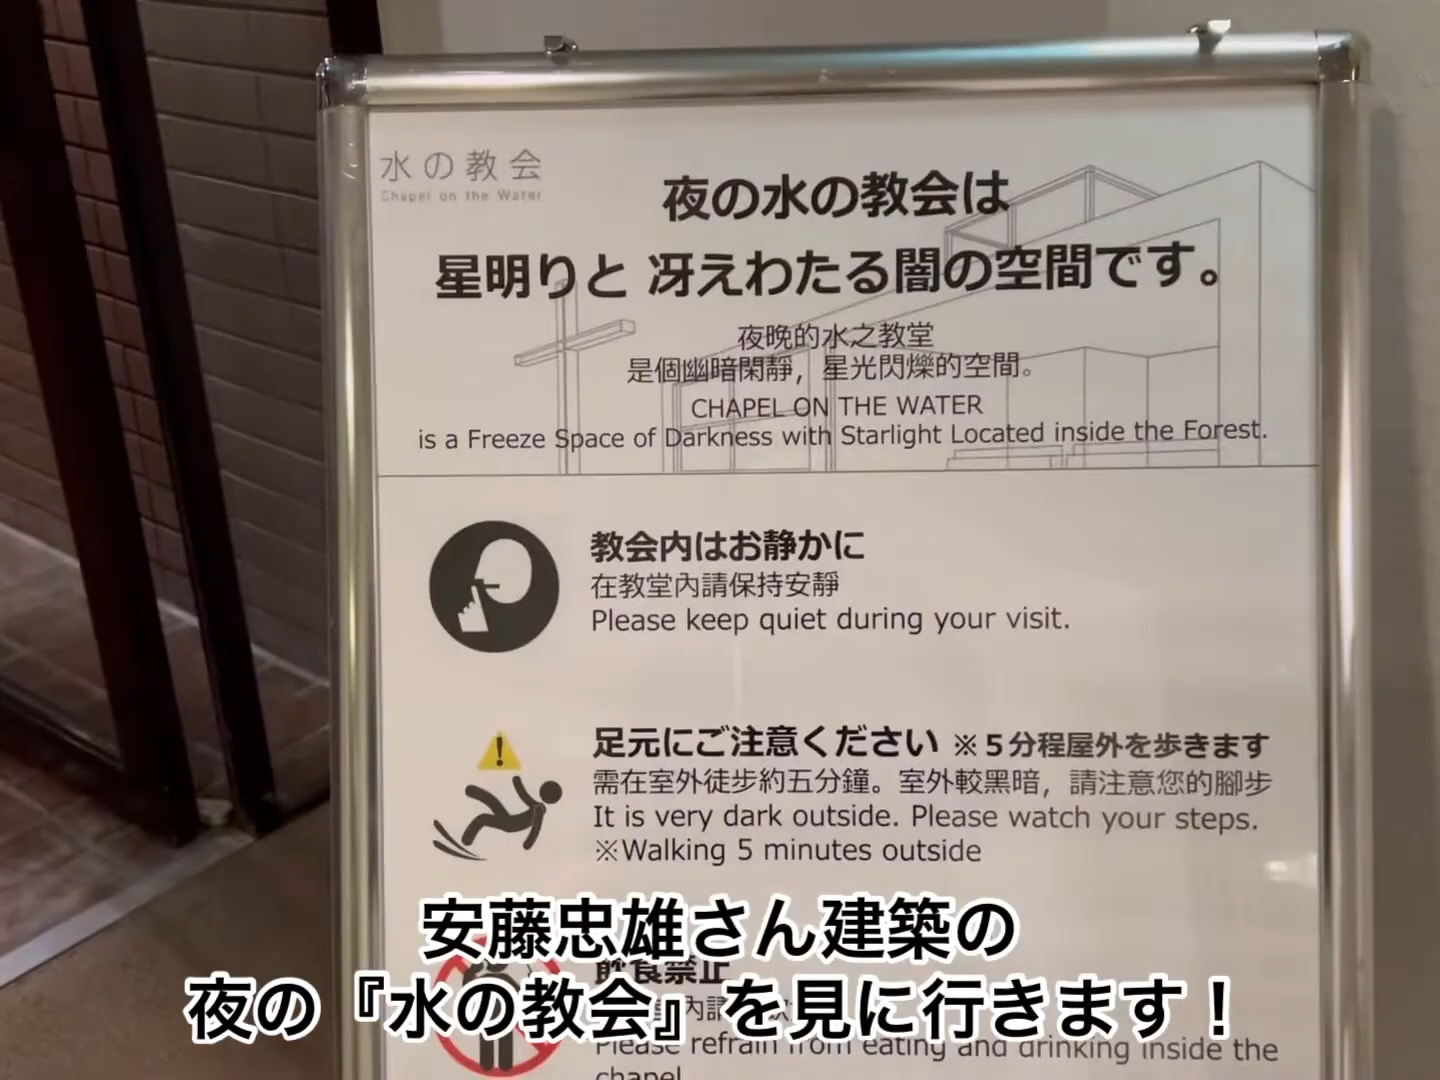 水の教会
Chapel on the Water
夜の水の教会は
星明りと 冴えわたる闇の空間です。
夜晩的水之教堂
是個幽暗閑靜，星光閃爍的空間。
CHAPEL ON THE WATER
is a Freeze Space of Darkness with Starlight Located inside the Forest.
教会内はお静かに
在教堂內請保持安靜
Please keep quiet during your visit.
足元にご注意ください ※５分程屋外を歩きます
需在室外徒步約五分鐘。室外較黑暗，請注意您的腳步
It is very dark outside. Please watch your steps.
※Walking 5 minutes outside
飲食禁止
內請
Please refrain from eating and drinking inside the
chapel
安藤忠雄さん建築の
夜の『水の教会』を見に行きます！